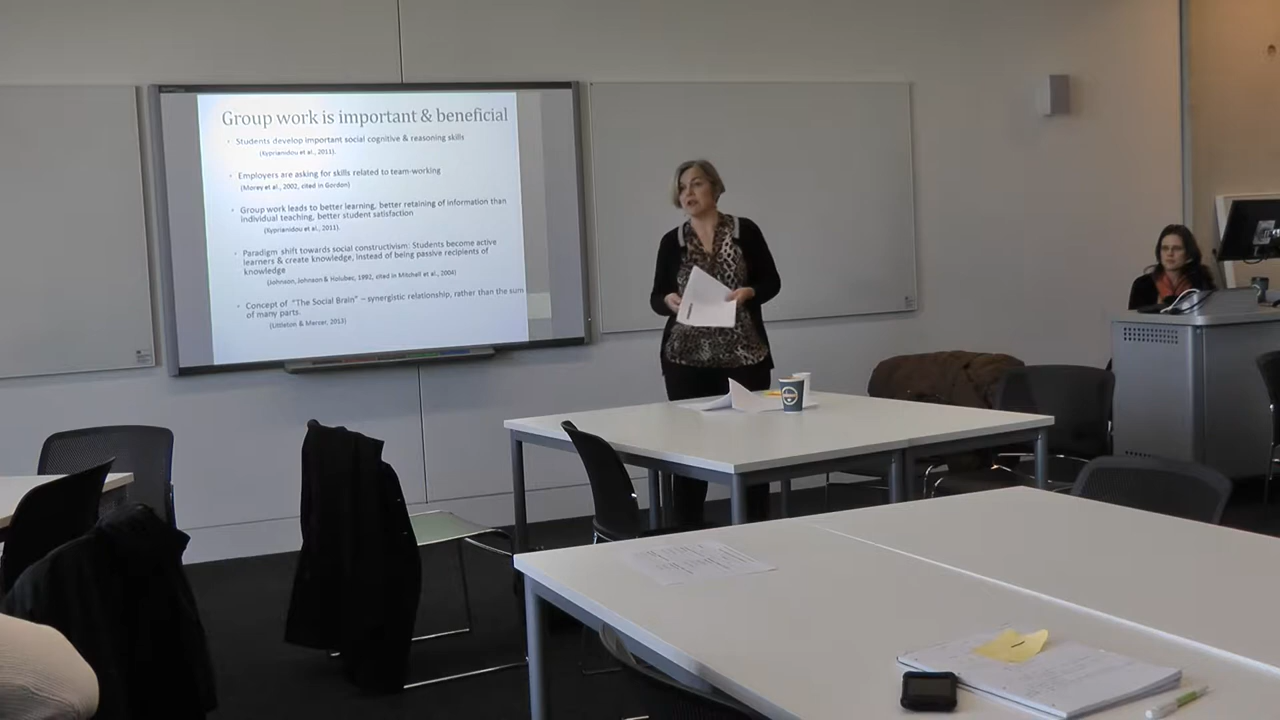 Group work is important & beneficial
• Students develop important social cognitive & reasoning skills
(Kyprianidou et al., 2011).
• Employers are asking for skills related to team-working
(Morey et al., 2002, cited in Gordon)
• Group work leads to better learning, better retaining of information than
individual teaching, better student satisfaction
(Kyprianidou et al., 2011).
• Paradigm shift towards social constructivism: Students become active
learners & create knowledge, instead of being passive recipients of
knowledge
(Johnson, Johnson & Holubec, 1992, cited in Mitchell et al., 2004)
• Concept of "The Social Brain" – synergistic relationship, rather than the sum
of many parts.
(Littleton & Mercer, 2013)